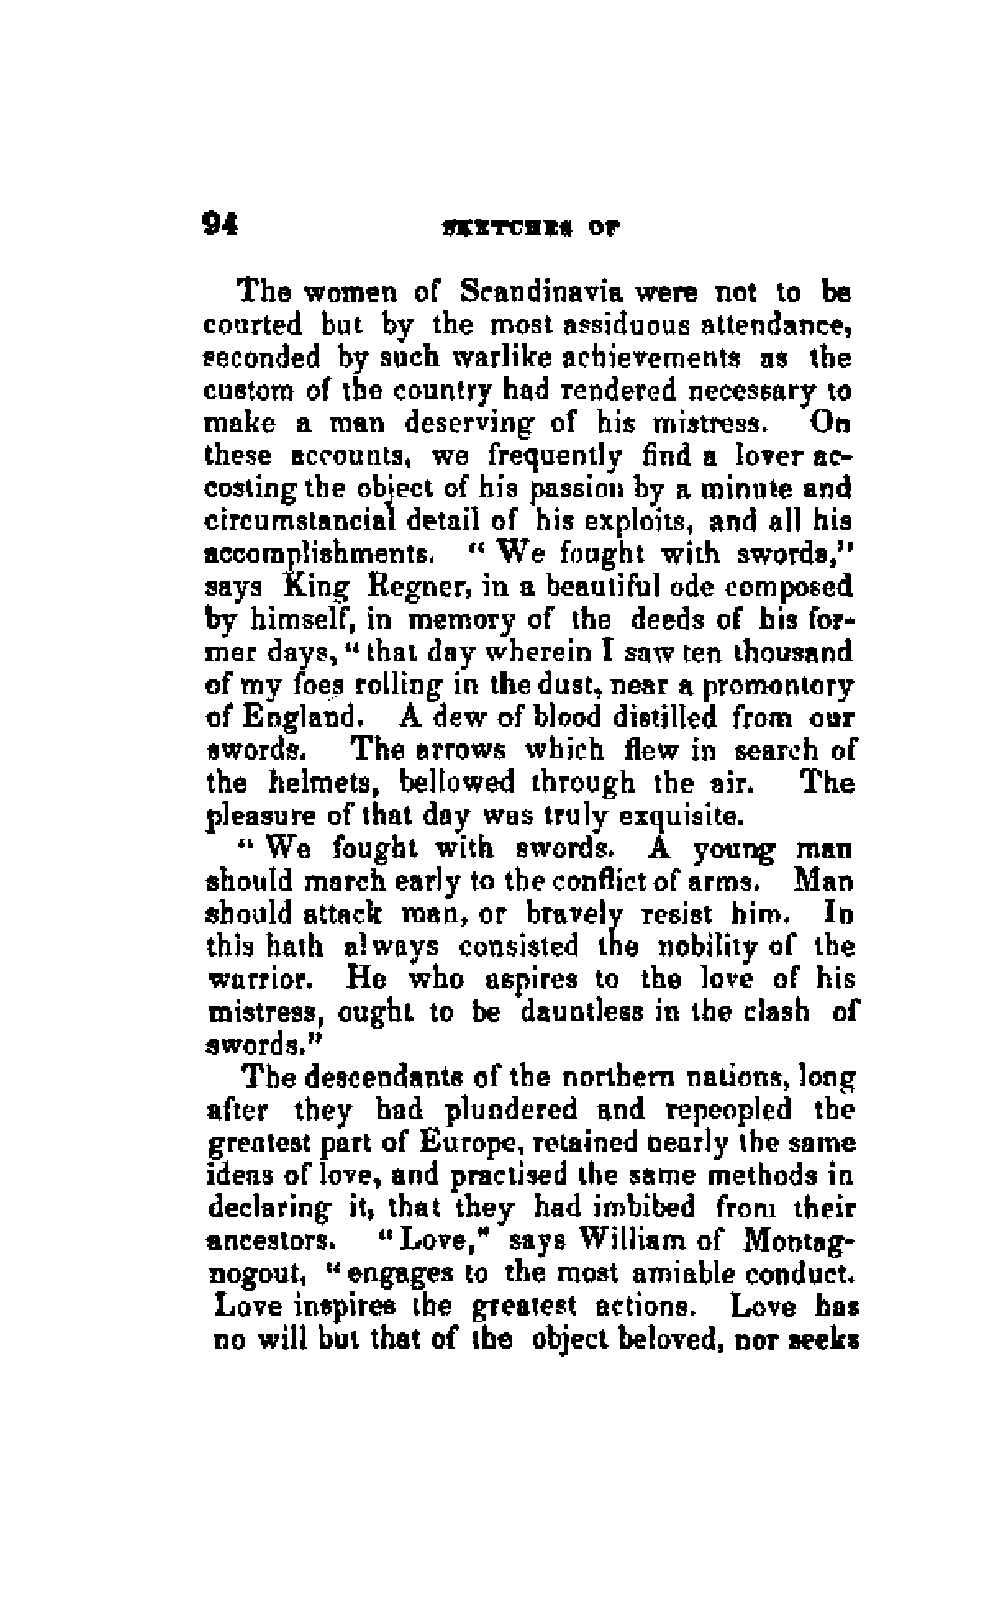 94 SKETCHES OF
The women of Scandinavia were not to be
courted but by the most assiduous attendance,
seconded by such warlike achievements as the
custom of the country had rendered necessary to
make a man deserving of his mistress. On
these accounts, we frequently find a lover ac-
costing the object of his passion by a minute and
circumstancial detail of his exploits, and all his
accomplishments. "We fought with swords,"
says King Regner, in a beautiful ode composed
by himself, in memory of the deeds of his for-
mer days, "that day wherein I saw ten thousand
of my foes rolling in the dust, near a promontory
of England. A dew of blood distilled from our
swords. The arrows which flew in search of
the helmets, bellowed through the air. The
pleasure of that day was truly exquisite.
"We fought with swords. A young man
should march early to the conflict of arms. Man
should attack man, or bravely resist him. In
this hath always consisted the nobility of the
warrior. He who aspires to the love of his
mistress, ought to be dauntless in the clash of
swords."
The descendants of the northern nations, long
after they had plundered and repeopled the
greatest part of Europe, retained nearly the same
ideas of love, and practised the same methods in
declaring it, that they had imbibed from their
ancestors. "Love," says William of Montag-
nogout, "engages to the most amiable conduct.
Love inspires the greatest actions. Love has
no will but that of the object beloved, nor seeks